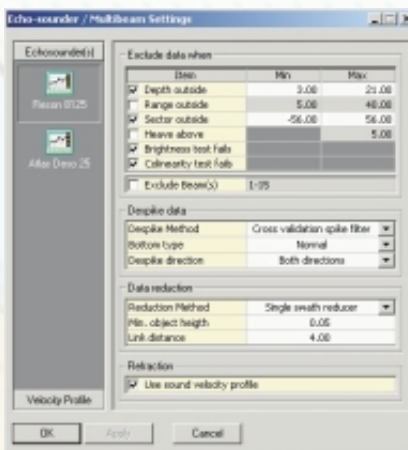 Echo-sounder / Multibeam Settings
Echosounder(s)
Reson 8125
Atlas Deso 25
Velocity Profile
Exclude data when
Item Min Max
Depth outside 3.00 21.00
Range outside 5.00 40.00
Sector outside -56.00 56.00
Heave above 5.00
Brightness test fails
Colinearity test fails
Exclude Beam(s) 1-15
Despike data
Despike Method Cross validation spike filter
Bottom type Normal
Despike direction Both directions
Data reduction
Reduction Method Single swath reducer
Min. object heigth 0.05
Link distance 4.00
Refraction
Use sound velocity profile
OK Apply Cancel